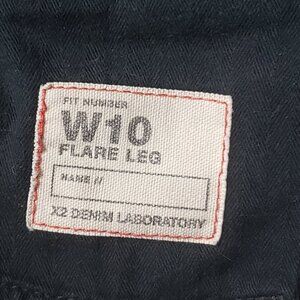 FIT NUMBER
W10
FLARE LEG
NAME //
X2 DENIM LABORATORY